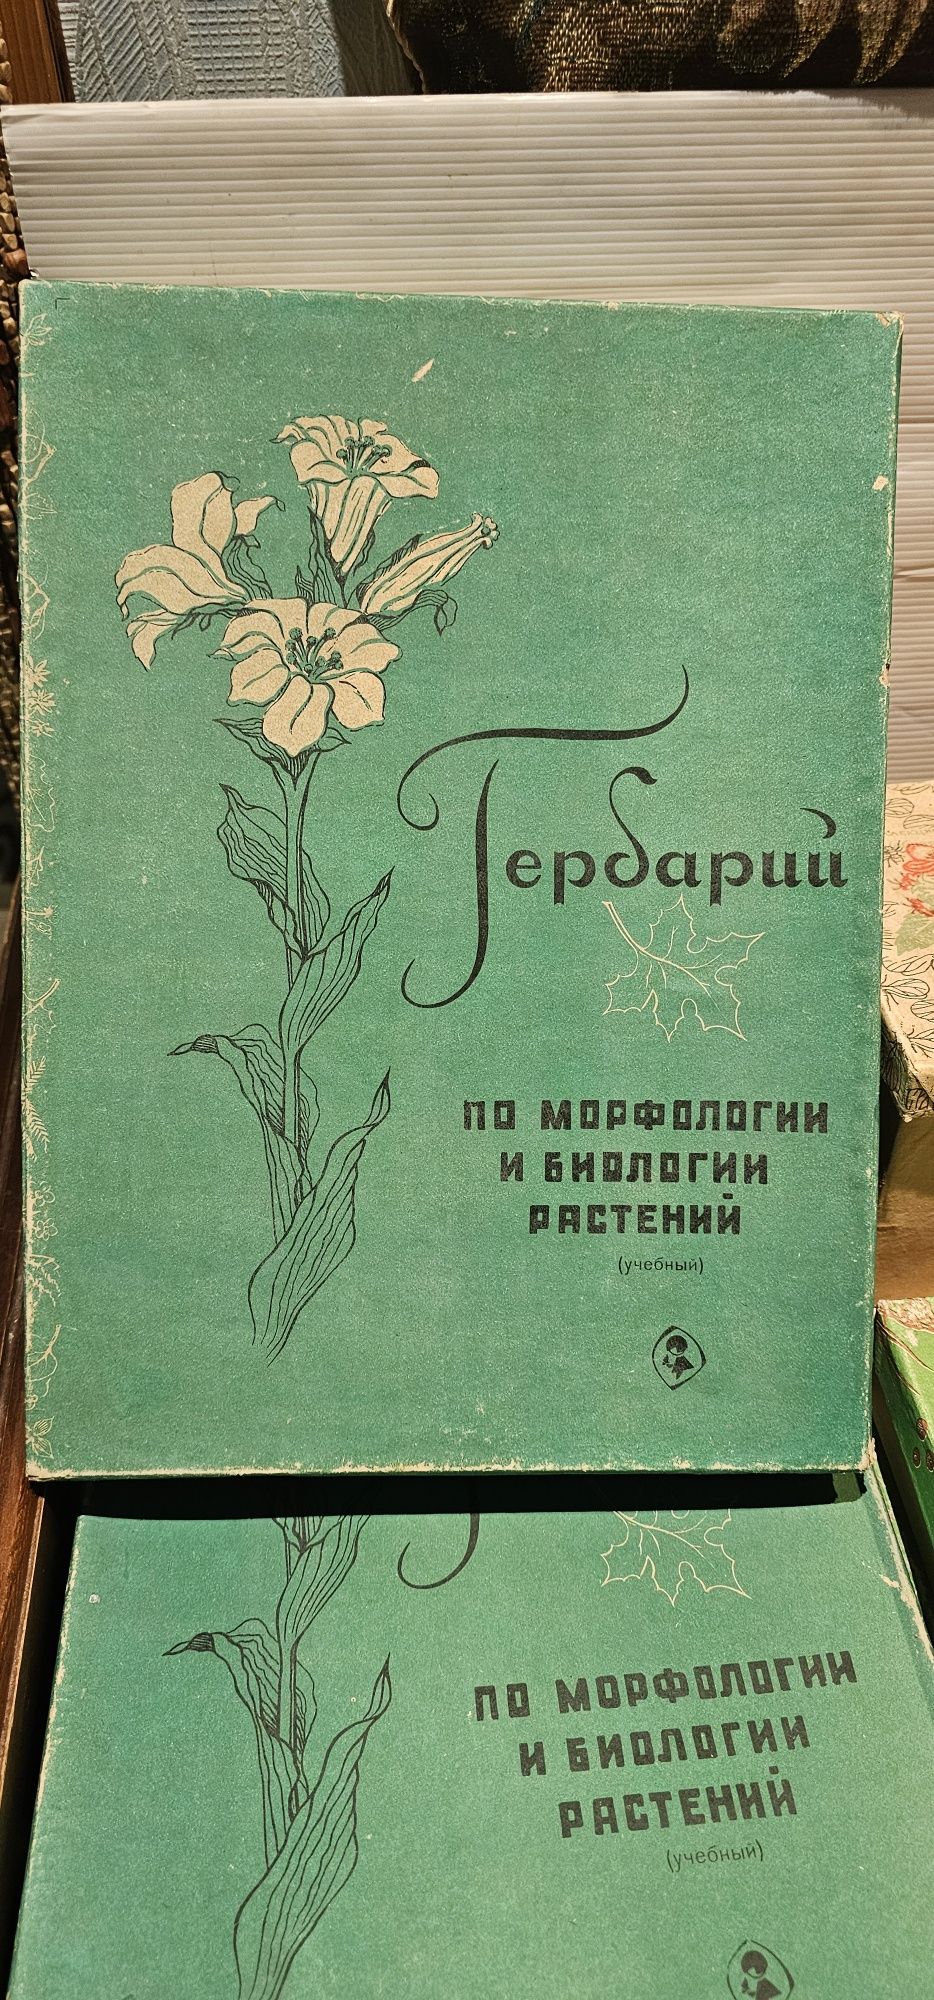 Гербарий
ПО МОРФОЛОГИИ
И БИОЛОГИИ
РАСТЕНИЙ
(учебный)
ПО МОРФОЛОГИИ
И БИОЛОГИИ
РАСТЕНИЙ
(учебный)